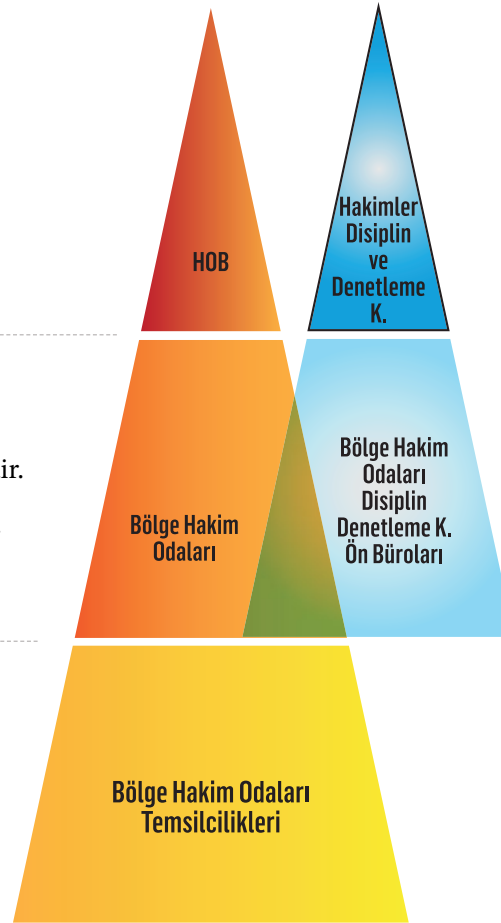 HOB
Hakimler
Disiplin
ve
Denetleme
K.
ir.
Bölge Hakim
Odaları
Bölge Hakim
Odaları
Disiplin
Denetleme K.
Ön Büroları
Bölge Hakim Odaları
Temsilcilikleri